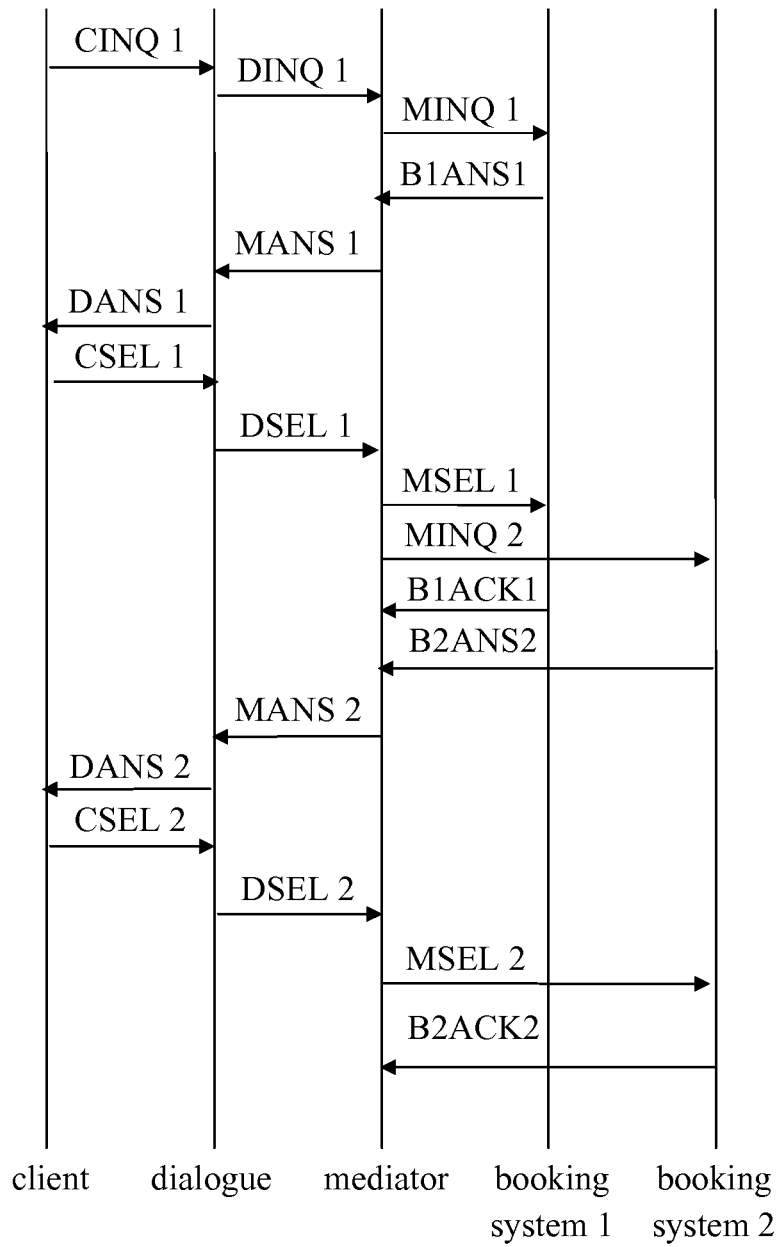 CINQ 1
DINQ 1
MINQ 1
B1ANS1
MANS 1
DANS 1
CSEL 1
DSEL 1
MSEL 1
MINQ 2
B1ACK1
B2ANS2
MANS 2
DANS 2
CSEL 2
DSEL 2
MSEL 2
B2ACK2
client dialogue mediator booking booking
system 1 system 2